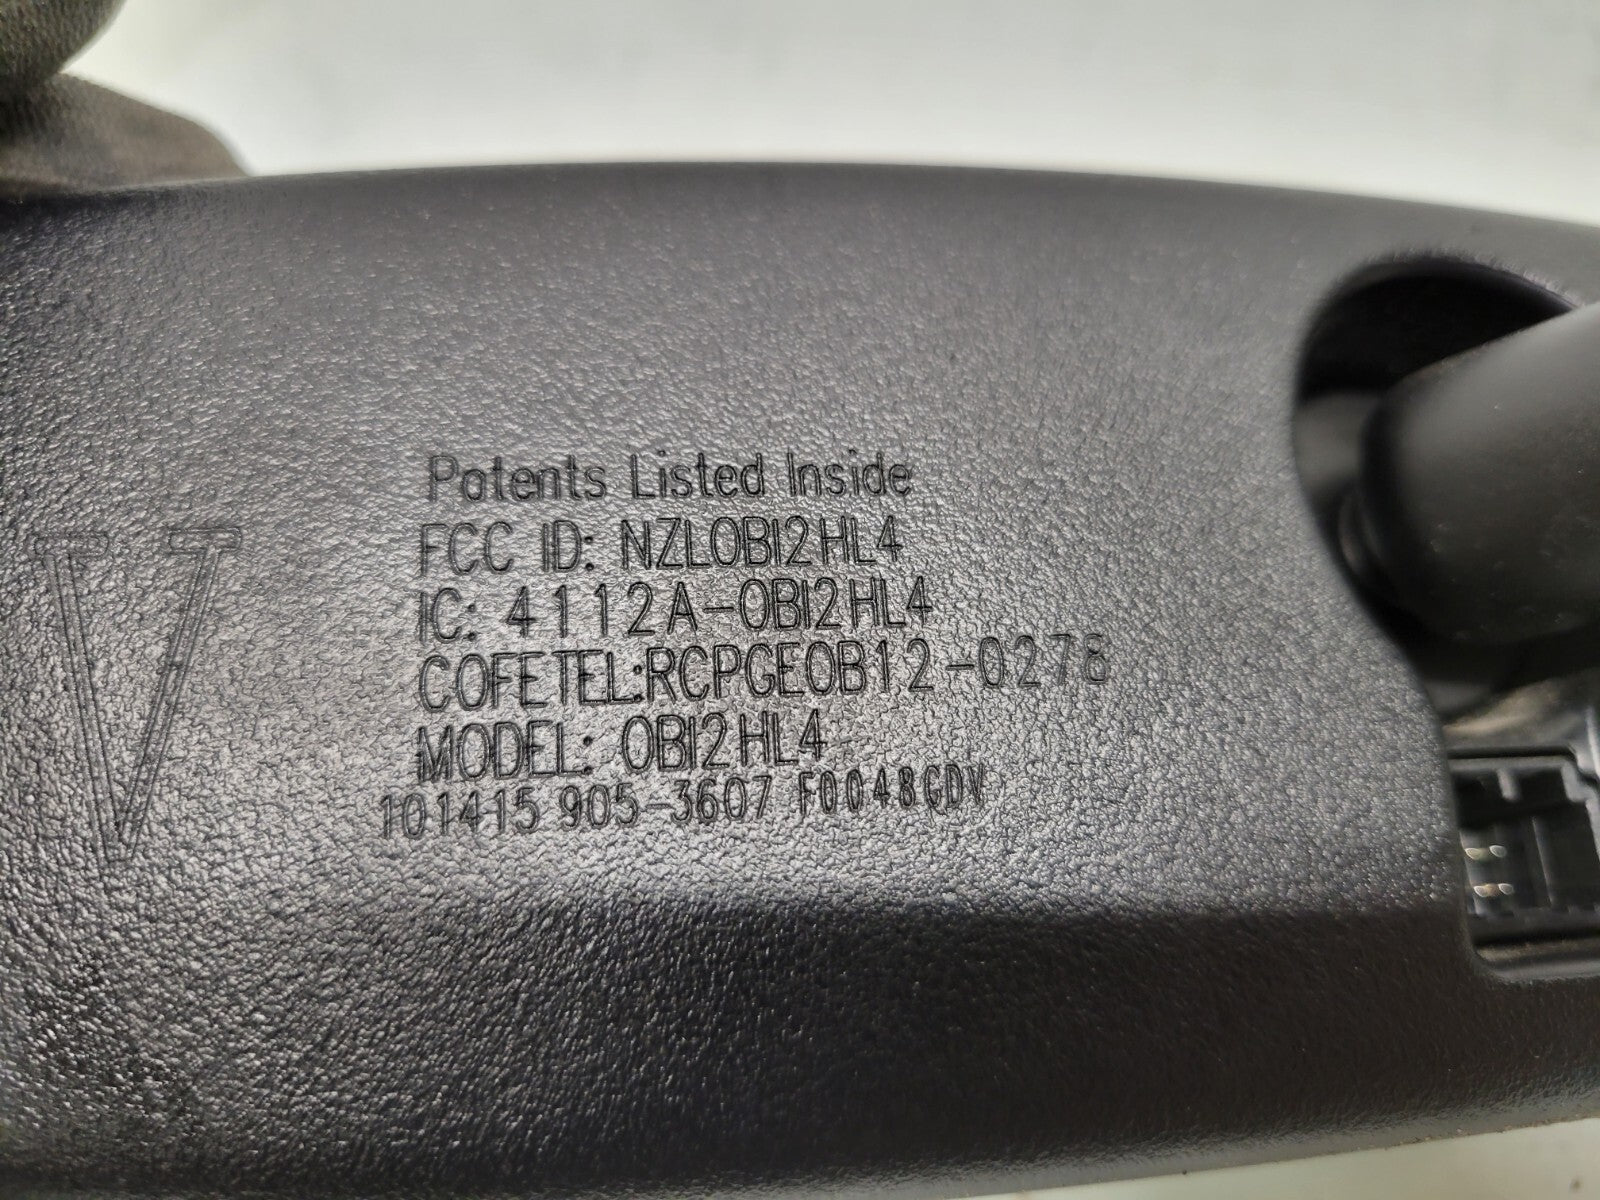 V
Patents Listed Inside
FCC ID: NZLOBI2HL4
IC: 4112A-OBI2HL4
COFETEL:RCPGEOB12-0278
MODEL: OBI2HL4
101415 905-3607 F0048GDV